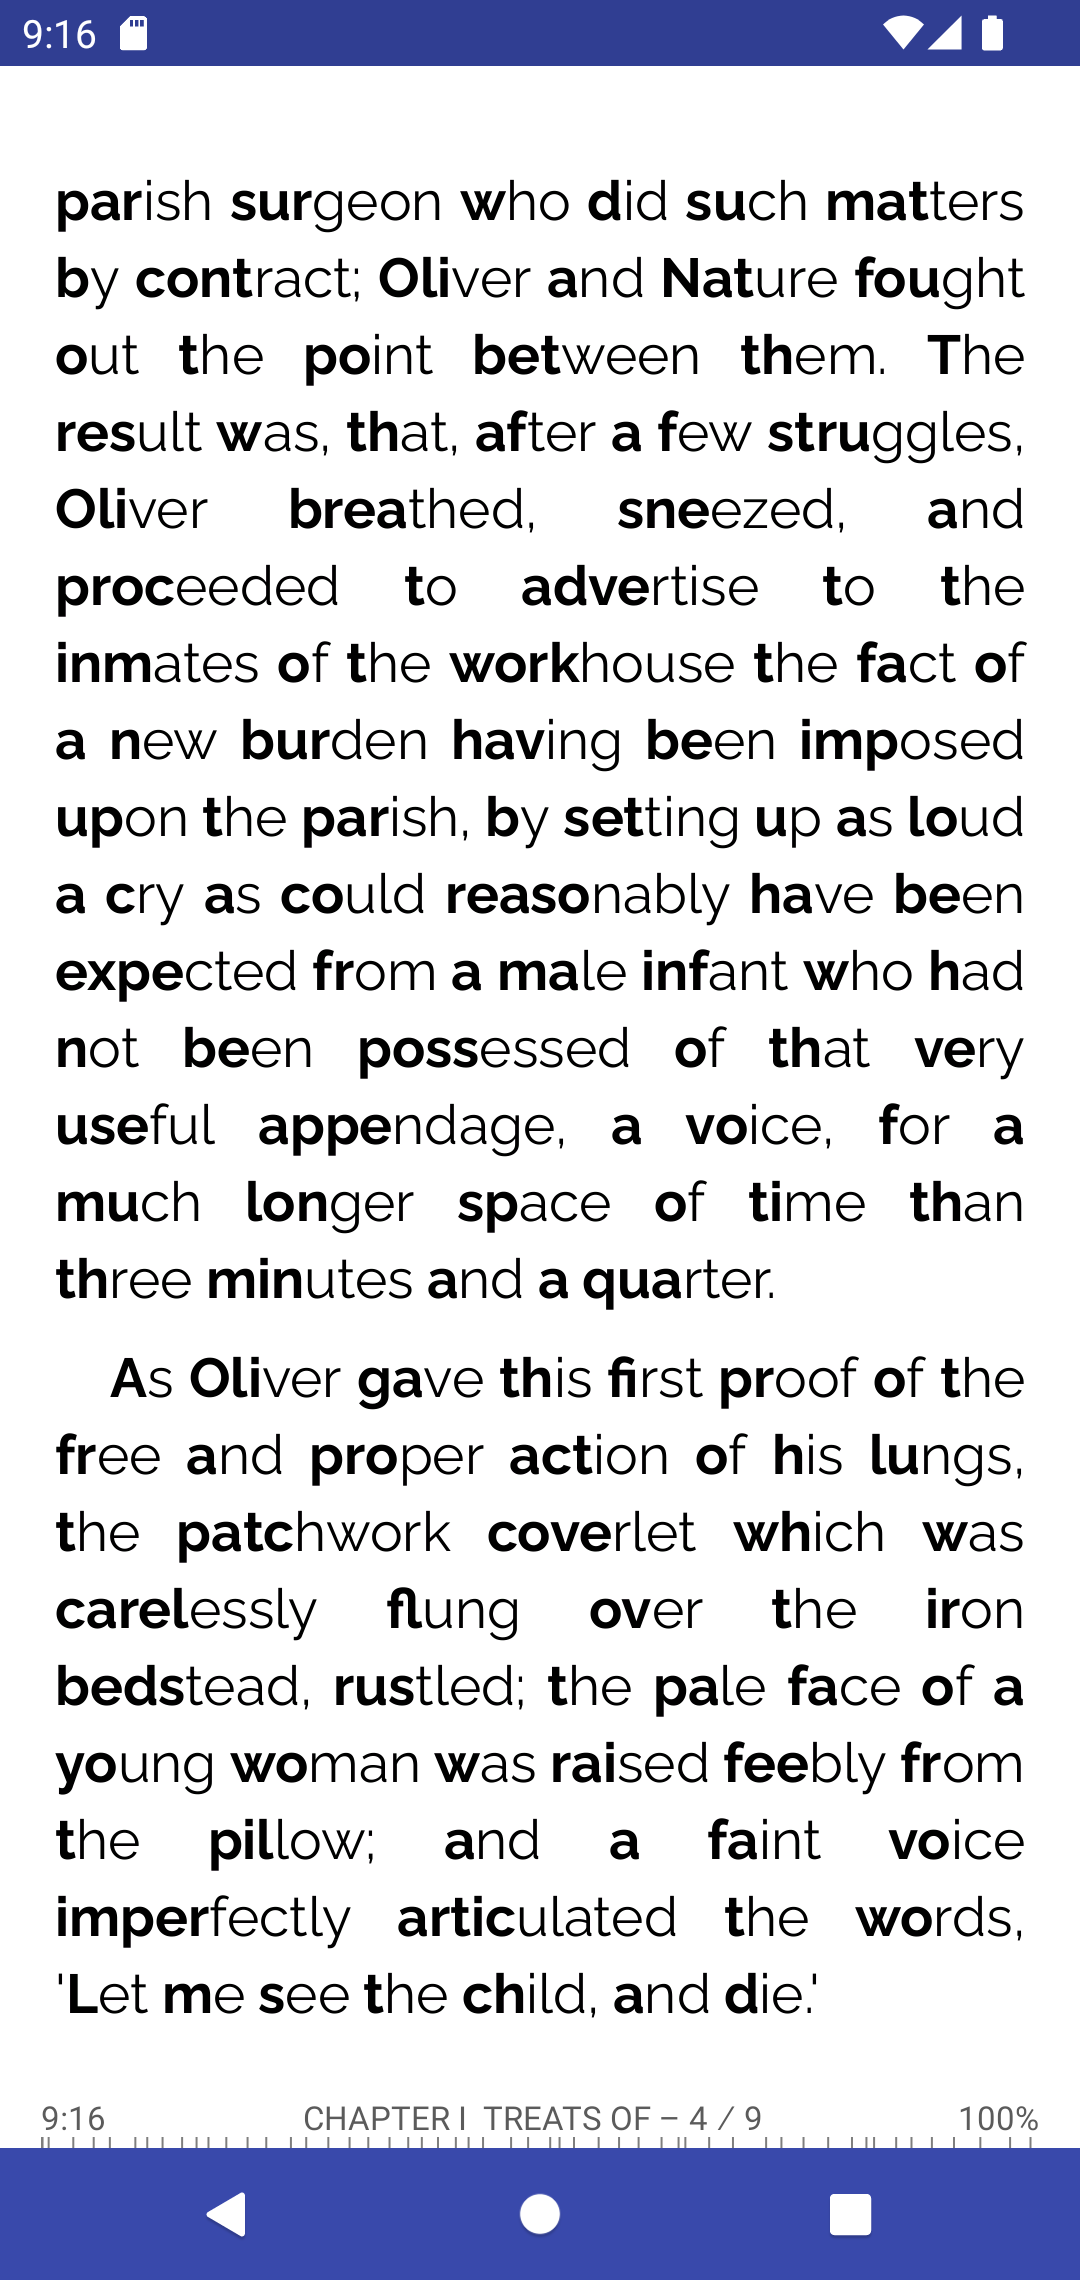 9:16
parish surgeon who did such matters
by contract; Oliver and Nature fought
out the point between them. The
result was, that, after a few struggles,
Oliver breathed, sneezed, and
proceeded to advertise to the
inmates of the workhouse the fact of
a new burden having been imposed
upon the parish, by setting up as loud
a cry as could reasonably have been
expected from a male infant who had
not been possessed of that very
useful appendage, a voice, for a
much longer space of time than
three minutes and a quarter.
As Oliver gave this first proof of the
free and proper action of his lungs,
the patchwork coverlet which was
carelessly flung over the iron
bedstead, rustled; the pale face of a
young woman was raised feebly from
the pillow; and a faint voice
imperfectly articulated the words,
'Let me see the child, and die.'
9:16 CHAPTER I TREATS OF – 4 / 9 100%